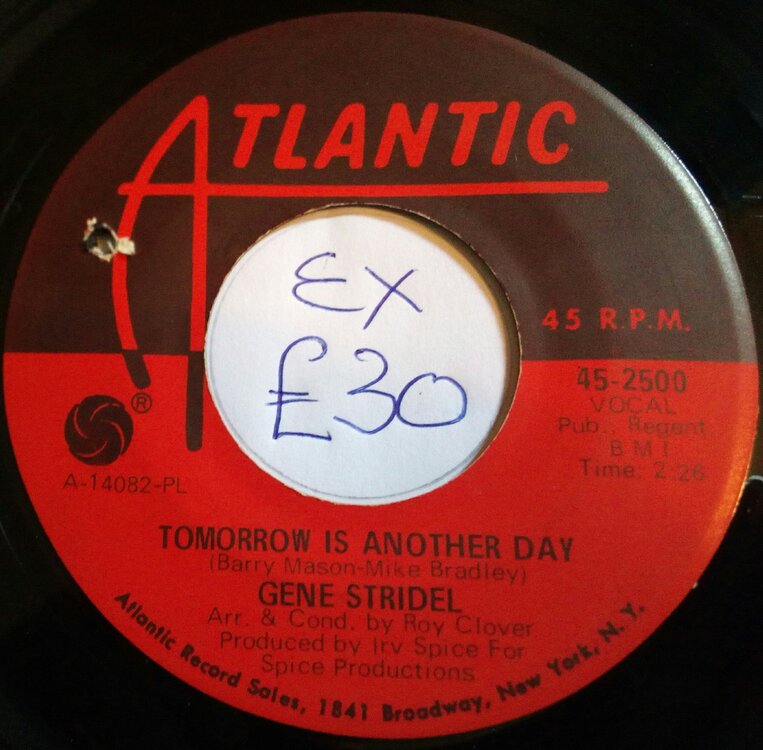 ATLANTIC
EX
£30
45 R.P.M.
45-2500
VOCAL
Pub., Regent
BMI
Time: 2:26
®
A-14082-PL
TOMORROW IS ANOTHER DAY
(Barry Mason-Mike Bradley)
GENE STRIDEL
Arr. & Cond. by Roy Clover
Produced by Irv Spice For
Spice Productions
Atlantic Record Sales, 1841 Broadway, New York, N. Y.